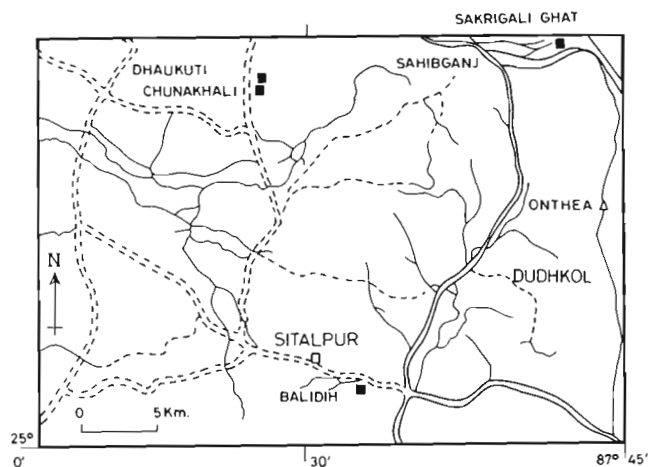 SAKRIGALI GHAT
SAHIBGANJ
DHAUKUTI
CHUNAKHALI
ONTHEA
N
DUDHKOL
SITALPUR
BALIDIH
0 5 Km.
25°
0' 30' 87° 45'